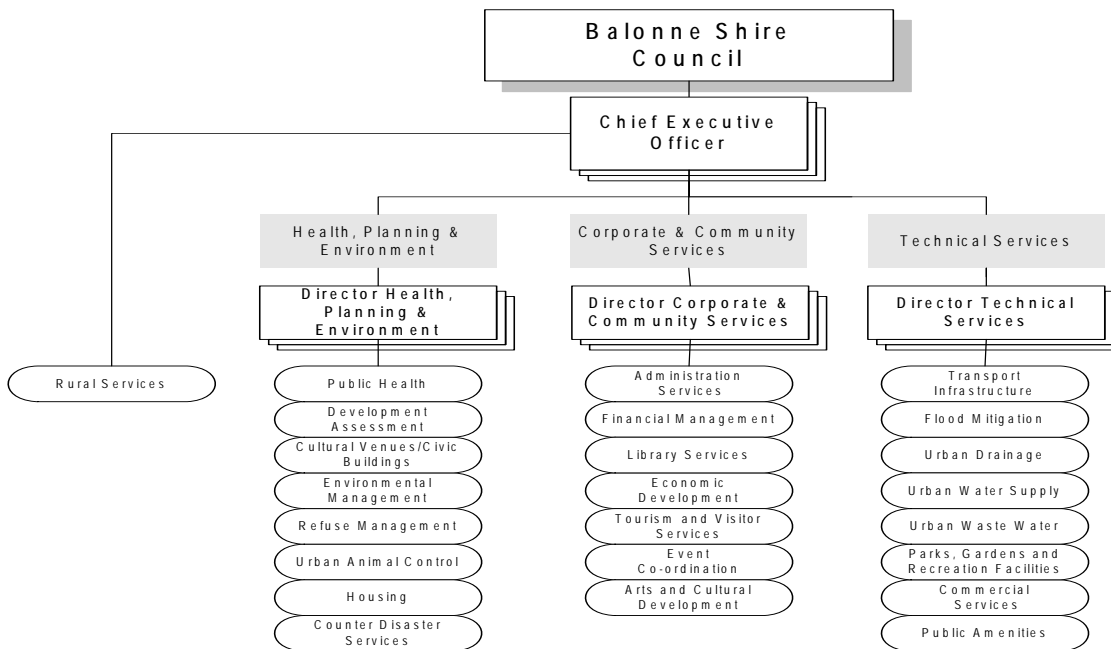 Balonne Shire
Council
Chief Executive
Officer
Health, Planning &
Environment
Corporate & Community
Services
Technical Services
Director Health,
Planning &
Environment
Director Corporate &
Community Services
Director Technical
Services
Rural Services
Public Health
Development
Assessment
Cultural Venues/Civic
Buildings
Environmental
Management
Refuse Management
Urban Animal Control
Housing
Counter Disaster
Services
Administration
Services
Financial Management
Library Services
Economic
Development
Tourism and Visitor
Services
Event
Co-ordination
Arts and Cultural
Development
Transport
Infrastructure
Flood Mitigation
Urban Drainage
Urban Water Supply
Urban Waste Water
Parks, Gardens and
Recreation Facilities
Commercial
Services
Public Amenities